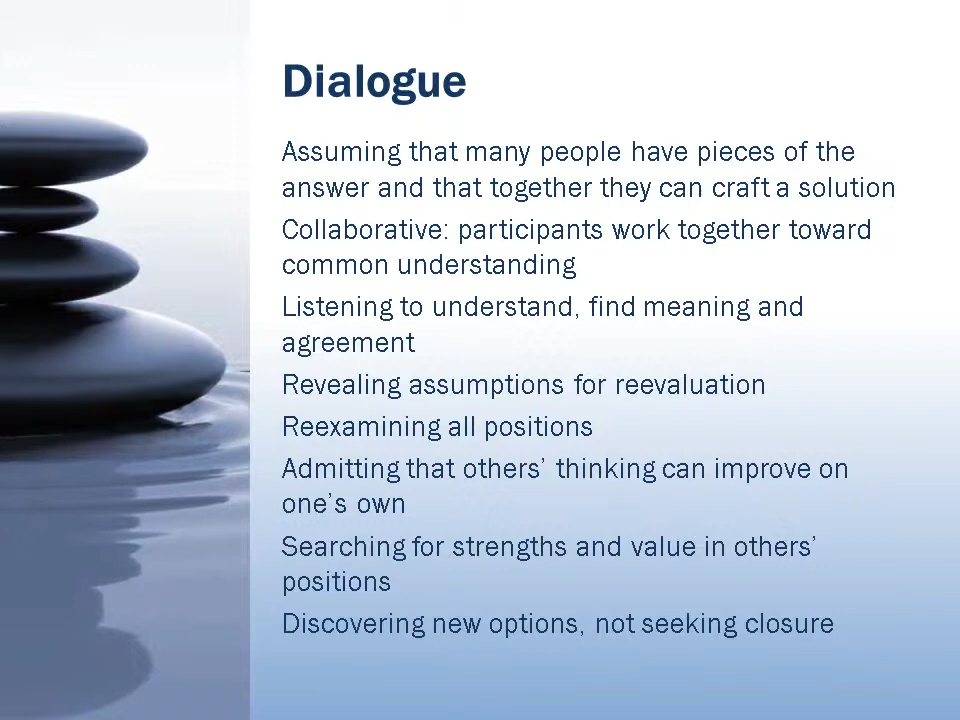 Dialogue
Assuming that many people have pieces of the
answer and that together they can craft a solution
Collaborative: participants work together toward
common understanding
Listening to understand, find meaning and
agreement
Revealing assumptions for reevaluation
Reexamining all positions
Admitting that others’ thinking can improve on
one’s own
Searching for strengths and value in others’
positions
Discovering new options, not seeking closure